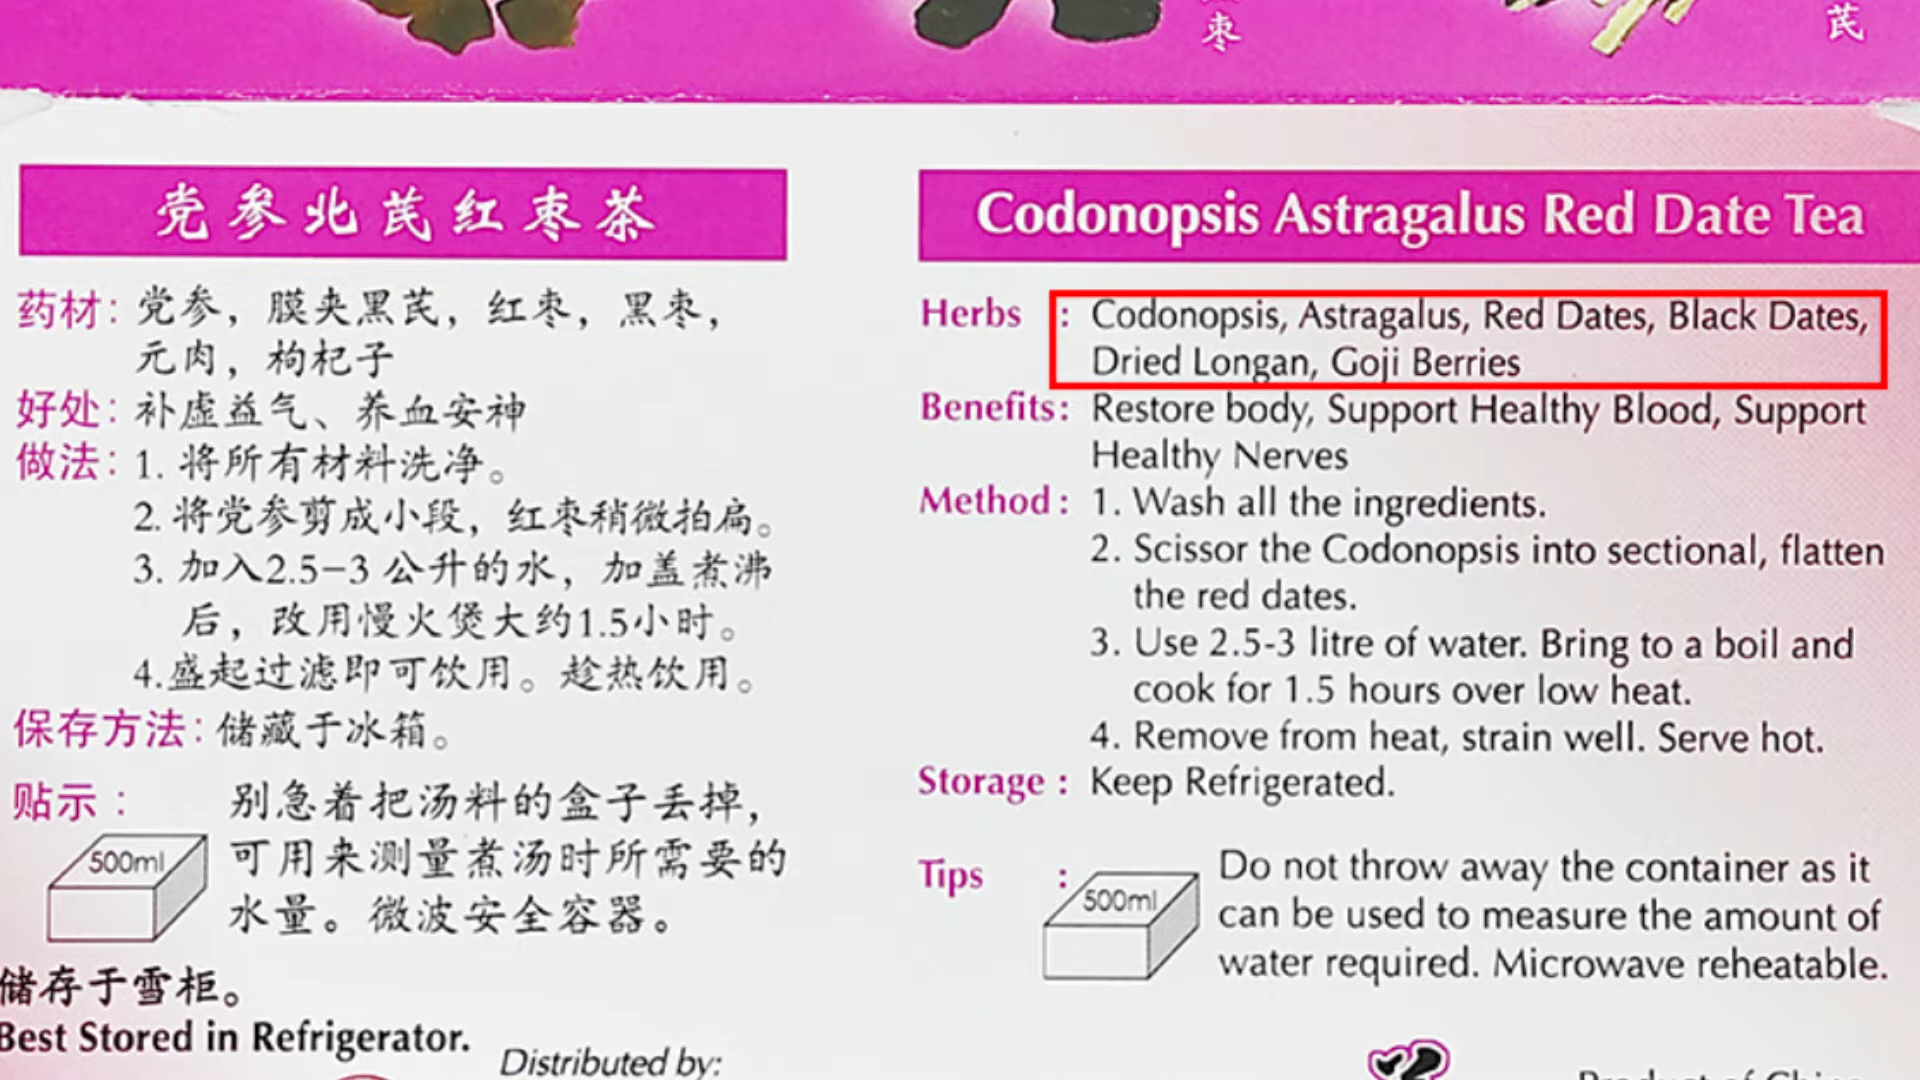 枣
芪
党参北芪红枣茶
药材：党参，膜夹黑芪，红枣，黑枣，
元肉，枸杞子
好处：补虚益气、养血安神
做法：1. 将所有材料洗净。
2. 将党参剪成小段，红枣稍微拍扁。
3. 加入2.5-3 公升的水，加盖煮沸
后，改用慢火煲大约1.5小时。
4.盛起过滤即可饮用。趁热饮用。
保存方法：储藏于冰箱。
贴示：
别急着把汤料的盒子丢掉，
可用来测量煮汤时所需要的
水量。微波安全容器。
500ml
储存于雪柜。
Best Stored in Refrigerator.
Distributed by:
Codonopsis Astragalus Red Date Tea
Herbs : Codonopsis, Astragalus, Red Dates, Black Dates,
Dried Longan, Goji Berries
Benefits: Restore body, Support Healthy Blood, Support
Healthy Nerves
Method: 1. Wash all the ingredients.
2. Scissor the Codonopsis into sectional, flatten
the red dates.
3. Use 2.5-3 litre of water. Bring to a boil and
cook for 1.5 hours over low heat.
4. Remove from heat, strain well. Serve hot.
Storage: Keep Refrigerated.
Tips :
500ml
Do not throw away the container as it
can be used to measure the amount of
water required. Microwave reheatable.